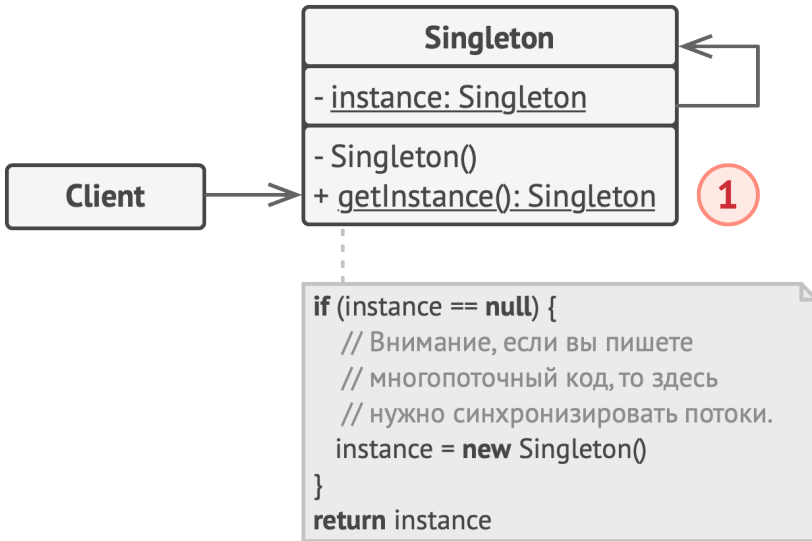 Singleton
- instance: Singleton
- Singleton()
+ getInstance(): Singleton
Client
1
if (instance == null) {
// Внимание, если вы пишете
// многопоточный код, то здесь
// нужно синхронизировать потоки.
instance = new Singleton()
}
return instance